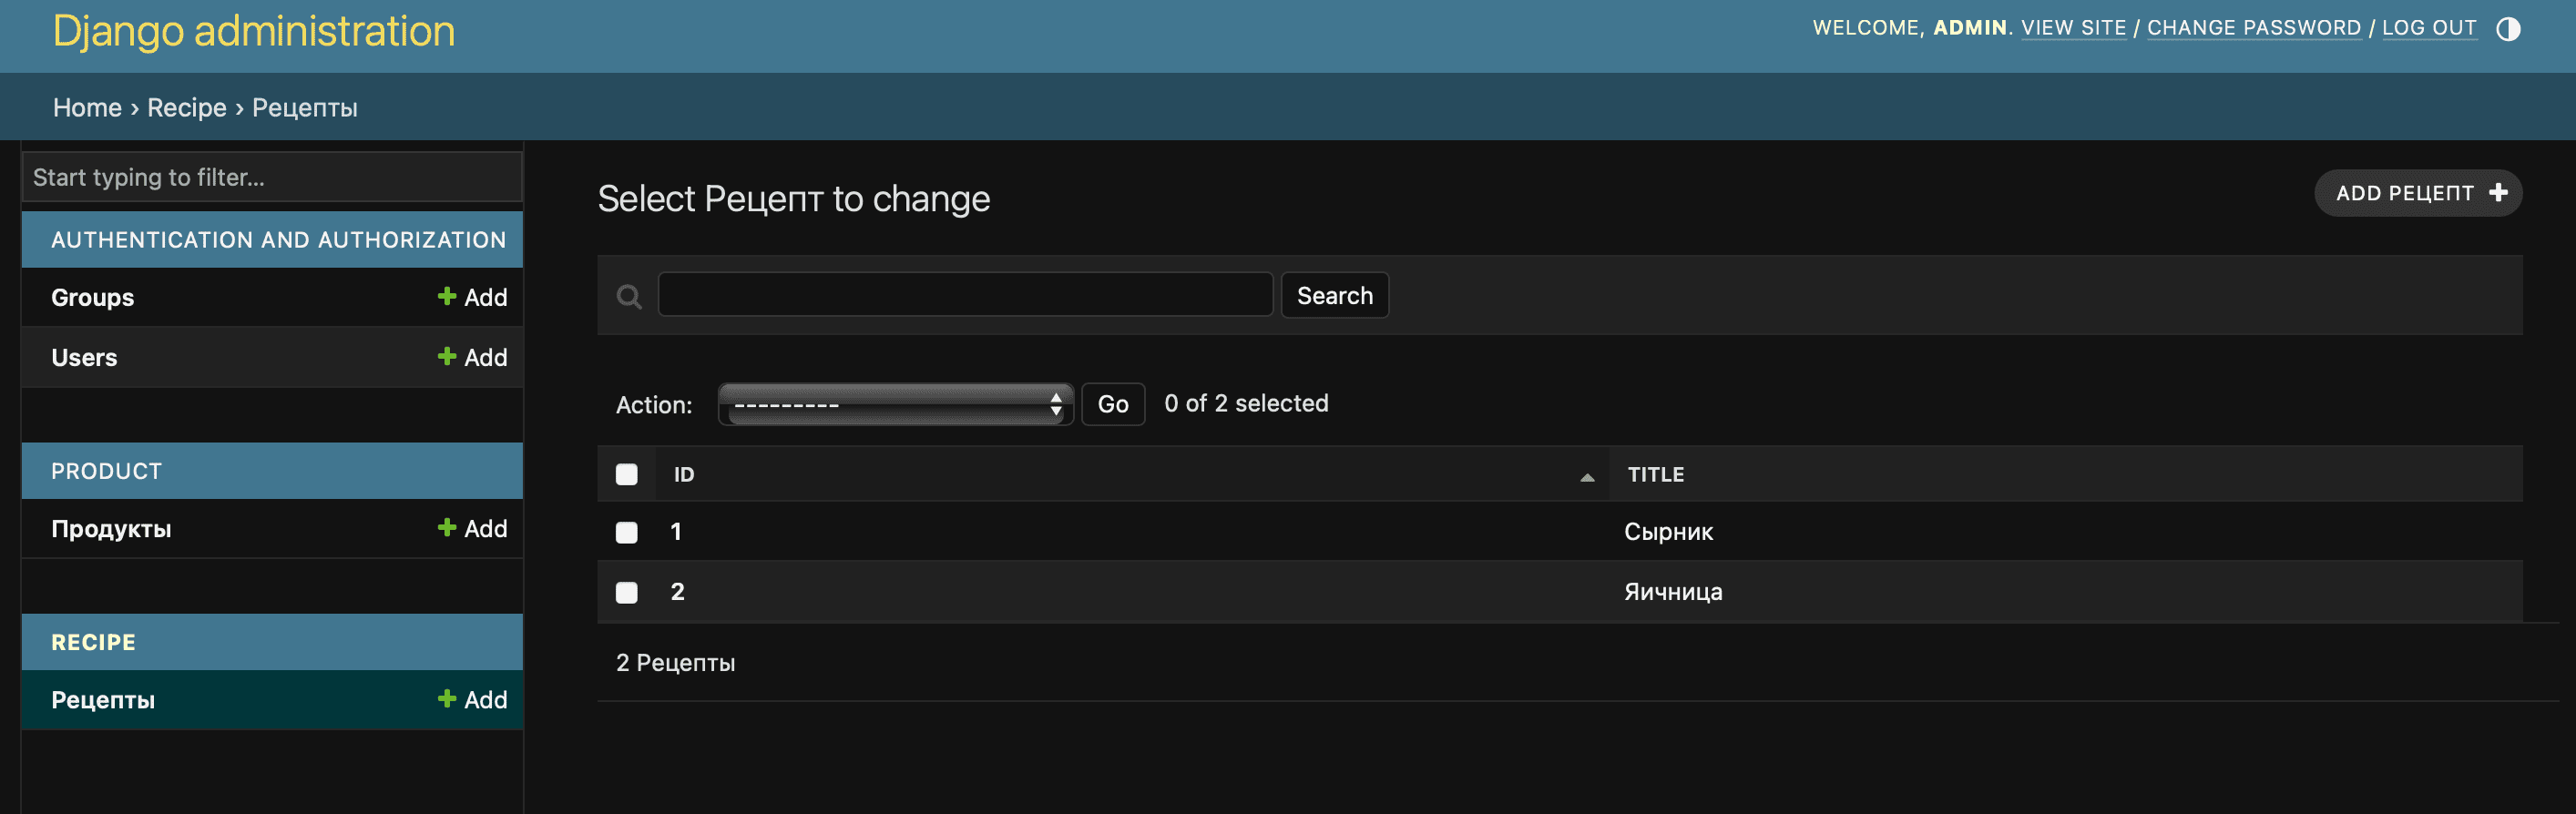 Django administration
WELCOME, ADMIN. VIEW SITE / CHANGE PASSWORD / LOG OUT
Home › Recipe › Рецепты
Start typing to filter...
AUTHENTICATION AND AUTHORIZATION
Groups Add
Users Add
PRODUCT
Продукты Add
RECIPE
Рецепты Add
Select Рецепт to change
ADD РЕЦЕПТ
Search
Action: --------- Go 0 of 2 selected
ID TITLE
1 Сырник
2 Яичница
2 Рецепты